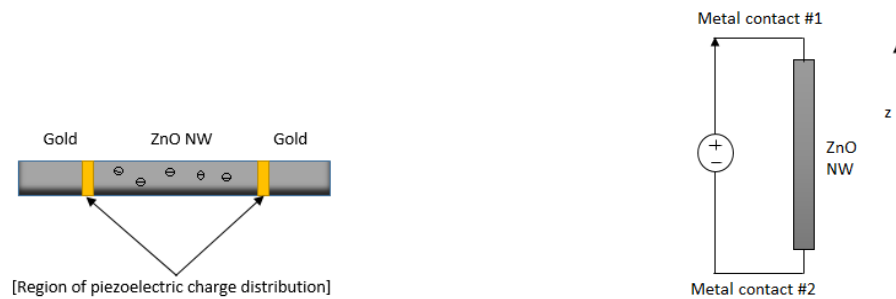 Metal contact #1
Gold ZnO NW Gold
z
+
−
ZnO
NW
[Region of piezoelectric charge distribution]
Metal contact #2